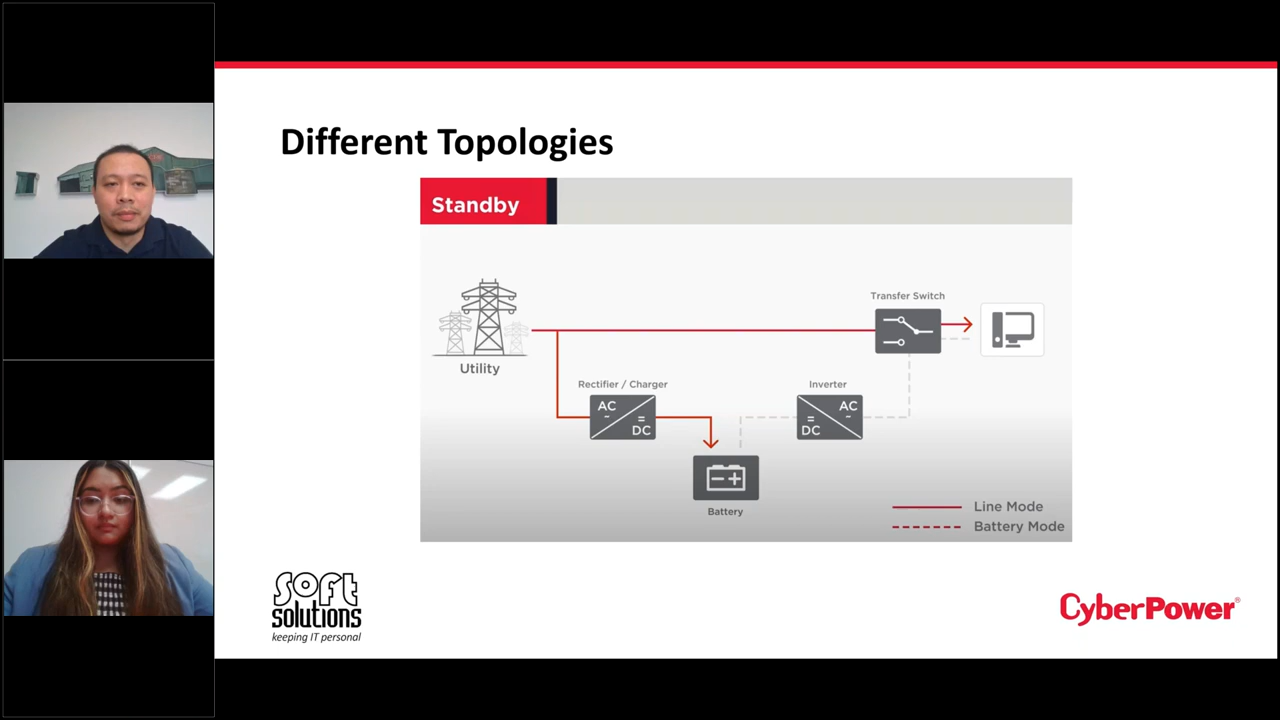 Different Topologies
Standby
Transfer Switch
Utility
Rectifier / Charger
Inverter
AC
DC
AC
DC
Battery
Line Mode
Battery Mode
soft
solutions
keeping IT personal
CyberPower®